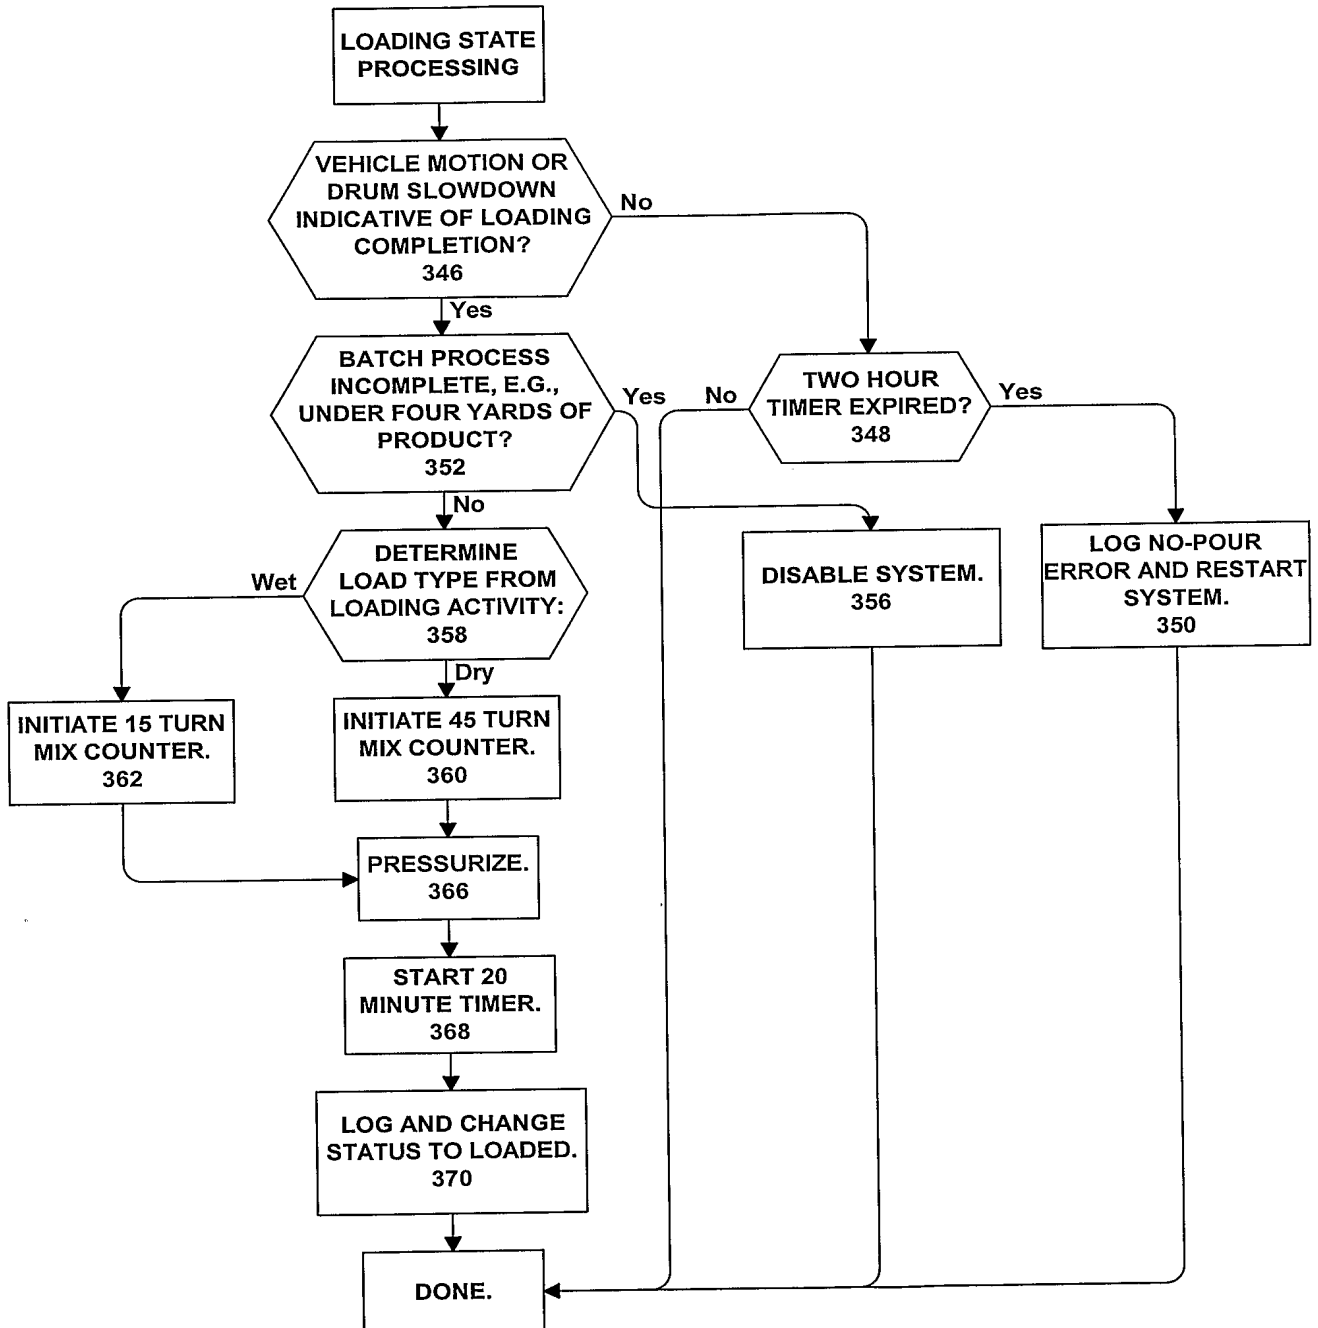 LOADING STATE
PROCESSING
VEHICLE MOTION OR
DRUM SLOWDOWN
INDICATIVE OF LOADING
COMPLETION?
346
No
Yes
BATCH PROCESS
INCOMPLETE, E.G.,
UNDER FOUR YARDS OF
PRODUCT?
352
Yes
No
TWO HOUR
TIMER EXPIRED?
348
No
Yes
DETERMINE
LOAD TYPE FROM
LOADING ACTIVITY:
358
Wet
Dry
DISABLE SYSTEM.
356
LOG NO-POUR
ERROR AND RESTART
SYSTEM.
350
INITIATE 15 TURN
MIX COUNTER.
362
INITIATE 45 TURN
MIX COUNTER.
360
PRESSURIZE.
366
START 20
MINUTE TIMER.
368
LOG AND CHANGE
STATUS TO LOADED.
370
DONE.